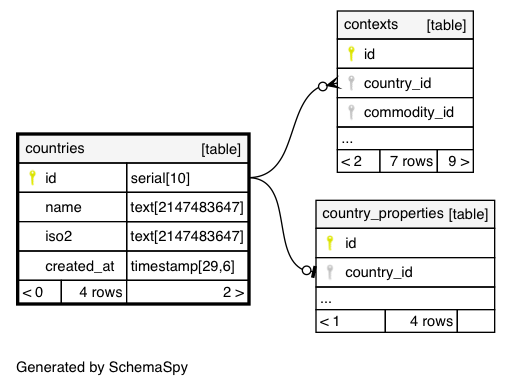 contexts [table]
id
country_id
commodity_id
...
< 2 7 rows 9 >
countries [table]
id serial[10]
name text[2147483647]
iso2 text[2147483647]
created_at timestamp[29,6]
< 0 4 rows 2 >
country_properties [table]
id
country_id
...
< 1 4 rows
Generated by SchemaSpy